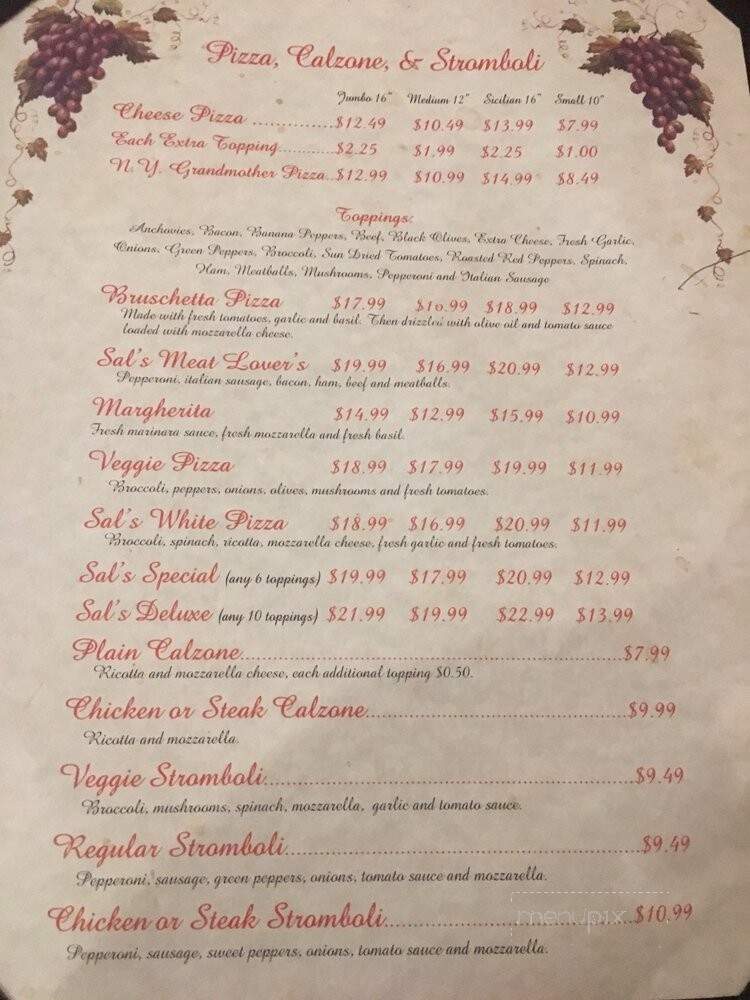 Pizza, Calzone, & Stromboli
Jumbo 16" Medium 12" Sicilian 16" Small 10"
Cheese Pizza ..............$12.49 $10.49 $13.99 $7.99
Each Extra Topping............$2.25 $1.99 $2.25 $1.00
N.Y. Grandmother Pizza..$12.99 $10.99 $14.99 $8.49
Toppings:
Anchovies, Bacon, Banana Peppers, Beef, Black Olives, Extra Cheese, Fresh Garlic,
Onions, Green Peppers, Broccoli, Sun Dried Tomatoes, Roasted Red Peppers, Spinach,
Ham, Meatballs, Mushrooms, Pepperoni and Italian Sausage
Bruschetta Pizza $17.99 $16.99 $18.99 $12.99
Made with fresh tomatoes, garlic and basil. Then drizzled with olive oil and tomato sauce
loaded with mozzarella cheese.
Sal's Meat Lover's $19.99 $16.99 $20.99 $12.99
Pepperoni, italian sausage, bacon, ham, beef and meatballs.
Margherita $14.99 $12.99 $15.99 $10.99
Fresh marinara sauce, fresh mozzarella and fresh basil.
Veggie Pizza $18.99 $17.99 $19.99 $11.99
Broccoli, peppers, onions, olives, mushrooms and fresh tomatoes.
Sal's White Pizza $18.99 $16.99 $20.99 $11.99
Broccoli, spinach, ricotta, mozzarella cheese, fresh garlic and fresh tomatoes.
Sal's Special (any 6 toppings) $19.99 $17.99 $20.99 $12.99
Sal's Deluxe (any 10 toppings) $21.99 $19.99 $22.99 $13.99
Plain Calzone......................................................................$7.99
Ricotta and mozzarella cheese, each additional topping $0.50.
Chicken or Steak Calzone................................................$9.99
Ricotta and mozzarella.
Veggie Stromboli....................................................................$9.49
Broccoli, mushrooms, spinach, mozzarella, garlic and tomato sauce.
Regular Stromboli.................................................................$9.49
Pepperoni, sausage, green peppers, onions, tomato sauce and mozzarella.
Chicken or Steak Stromboli..............................................$10.99
menupix
Pepperoni, sausage, sweet peppers, onions, tomato sauce and mozzarella.